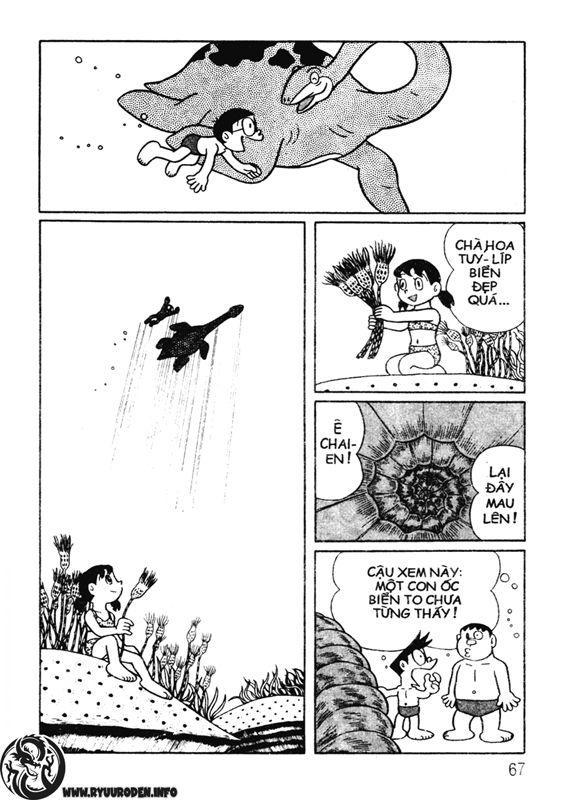 CHÀ, HOA
TUY-LÍP
BIỂN
ĐẸP
QUÁ...
Ê
CHAI-
EN!
LẠI
ĐÂY
MAU
LÊN!
CẬU XEM NÀY:
MỘT CON ỐC
BIỂN TO CHƯA
TỪNG THẤY!
67
WWW.RYUURODEN.INFO